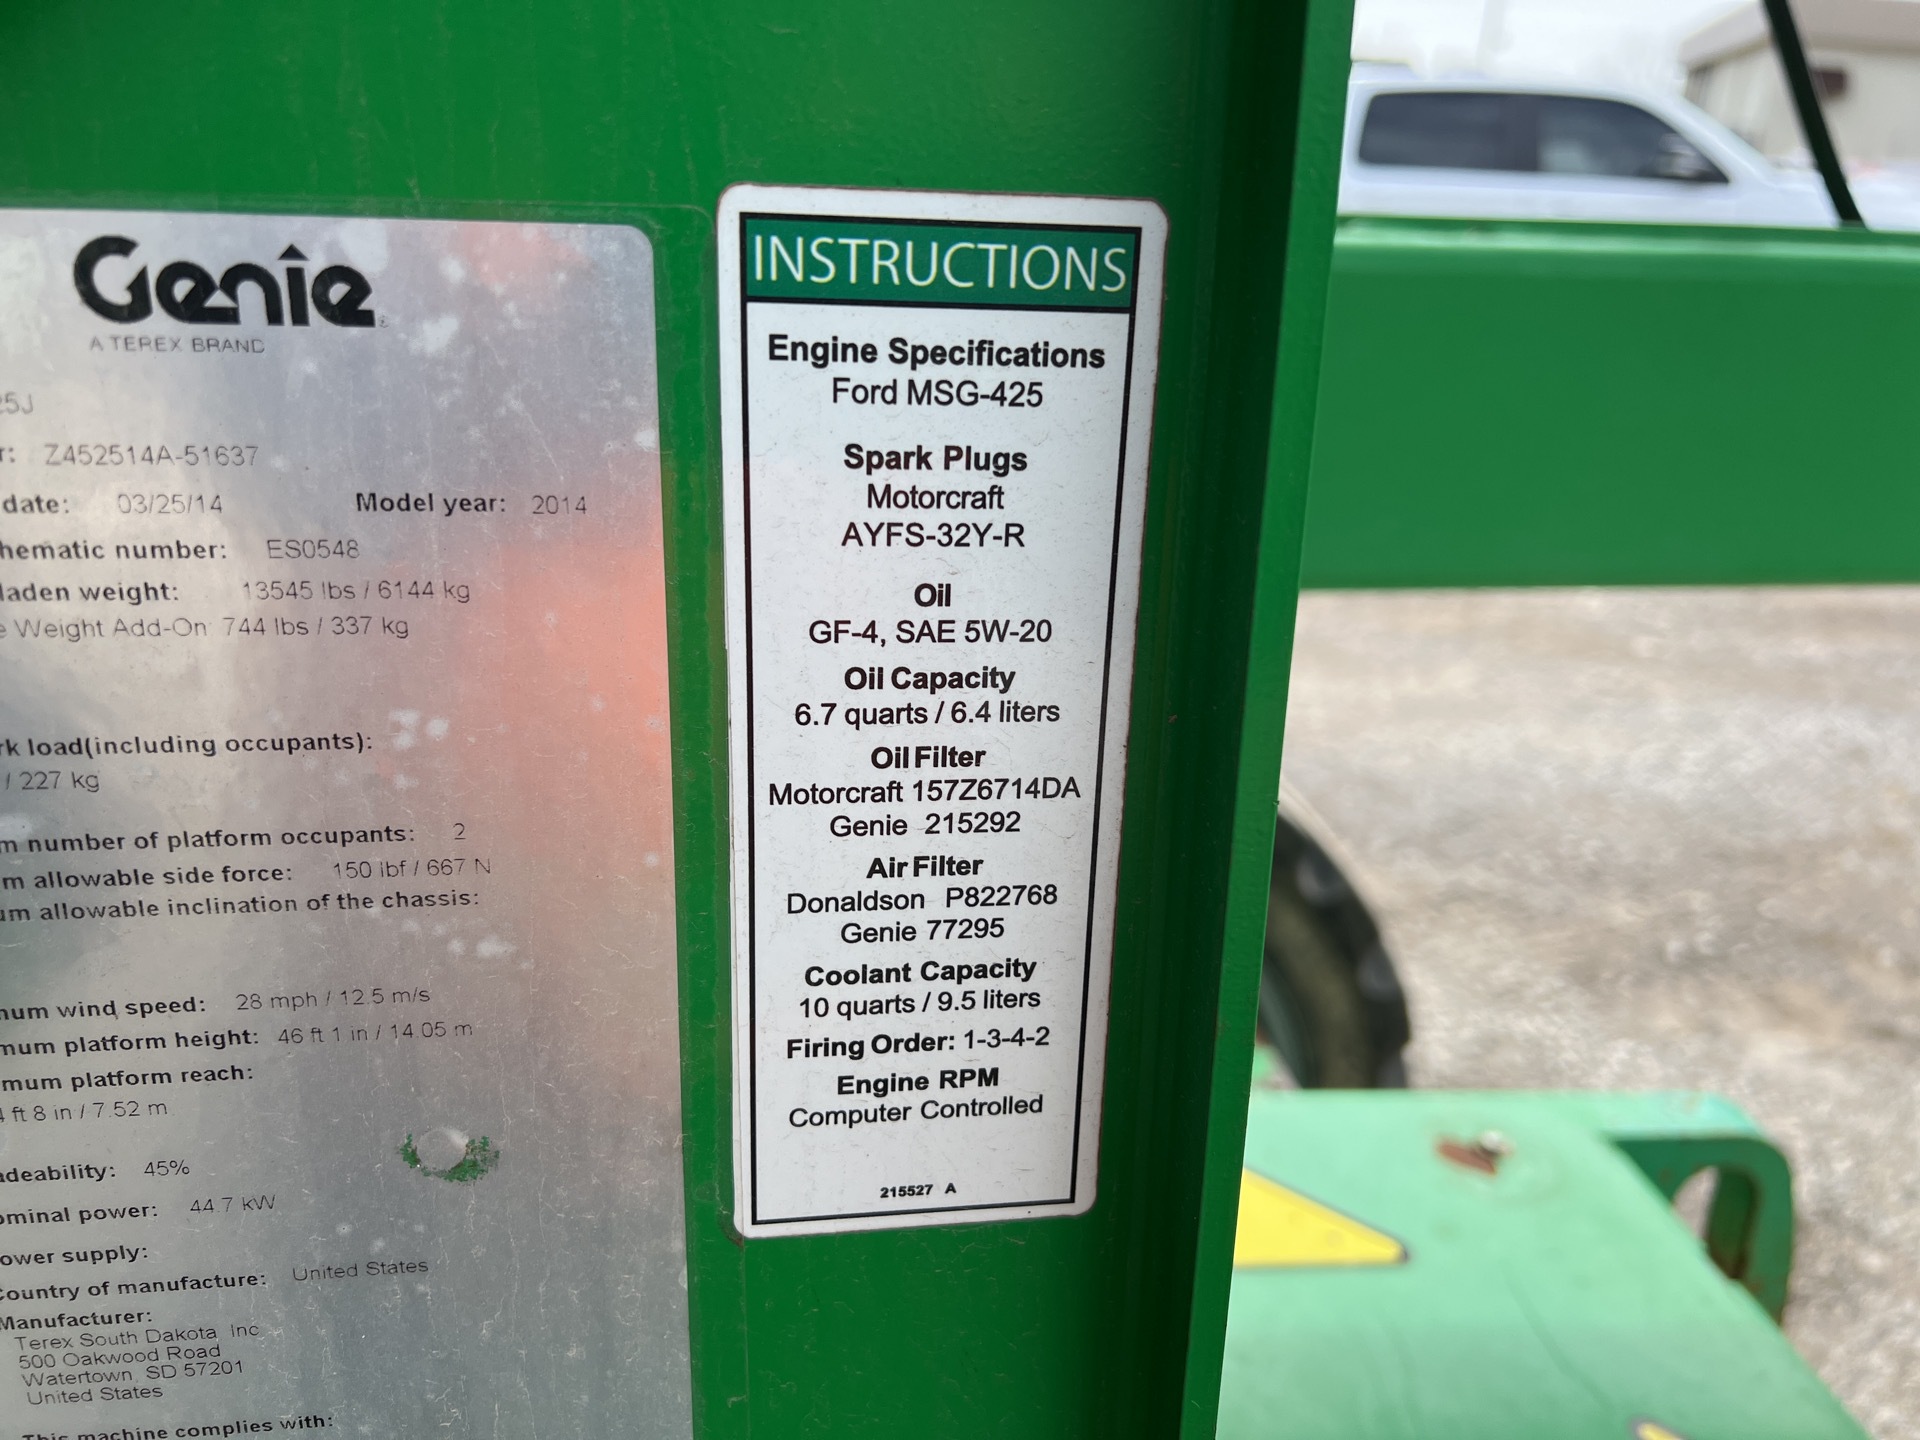 Genie
A TEREX BRAND
25J
r: Z452514A-51637
date: 03/25/14 Model year: 2014
hematic number: ES0548
laden weight: 13545 lbs / 6144 kg
e Weight Add-On 744 lbs / 337 kg
rk load(including occupants):
/ 227 kg
m number of platform occupants: 2
m allowable side force: 150 lbf / 667 N
um allowable inclination of the chassis:
num wind speed: 28 mph / 12.5 m/s
mum platform height: 46 ft 1 in / 14.05 m
mum platform reach:
4 ft 8 in / 7.52 m
adeability: 45%
ominal power: 44.7 kW
ower supply:
Country of manufacture: United States
Manufacturer:
Terex South Dakota, Inc
500 Oakwood Road
Watertown, SD 57201
United States
This machine complies with:
INSTRUCTIONS
Engine Specifications
Ford MSG-425
Spark Plugs
Motorcraft
AYFS-32Y-R
Oil
GF-4, SAE 5W-20
Oil Capacity
6.7 quarts / 6.4 liters
Oil Filter
Motorcraft 157Z6714DA
Genie 215292
Air Filter
Donaldson P822768
Genie 77295
Coolant Capacity
10 quarts / 9.5 liters
Firing Order: 1-3-4-2
Engine RPM
Computer Controlled
215527 A